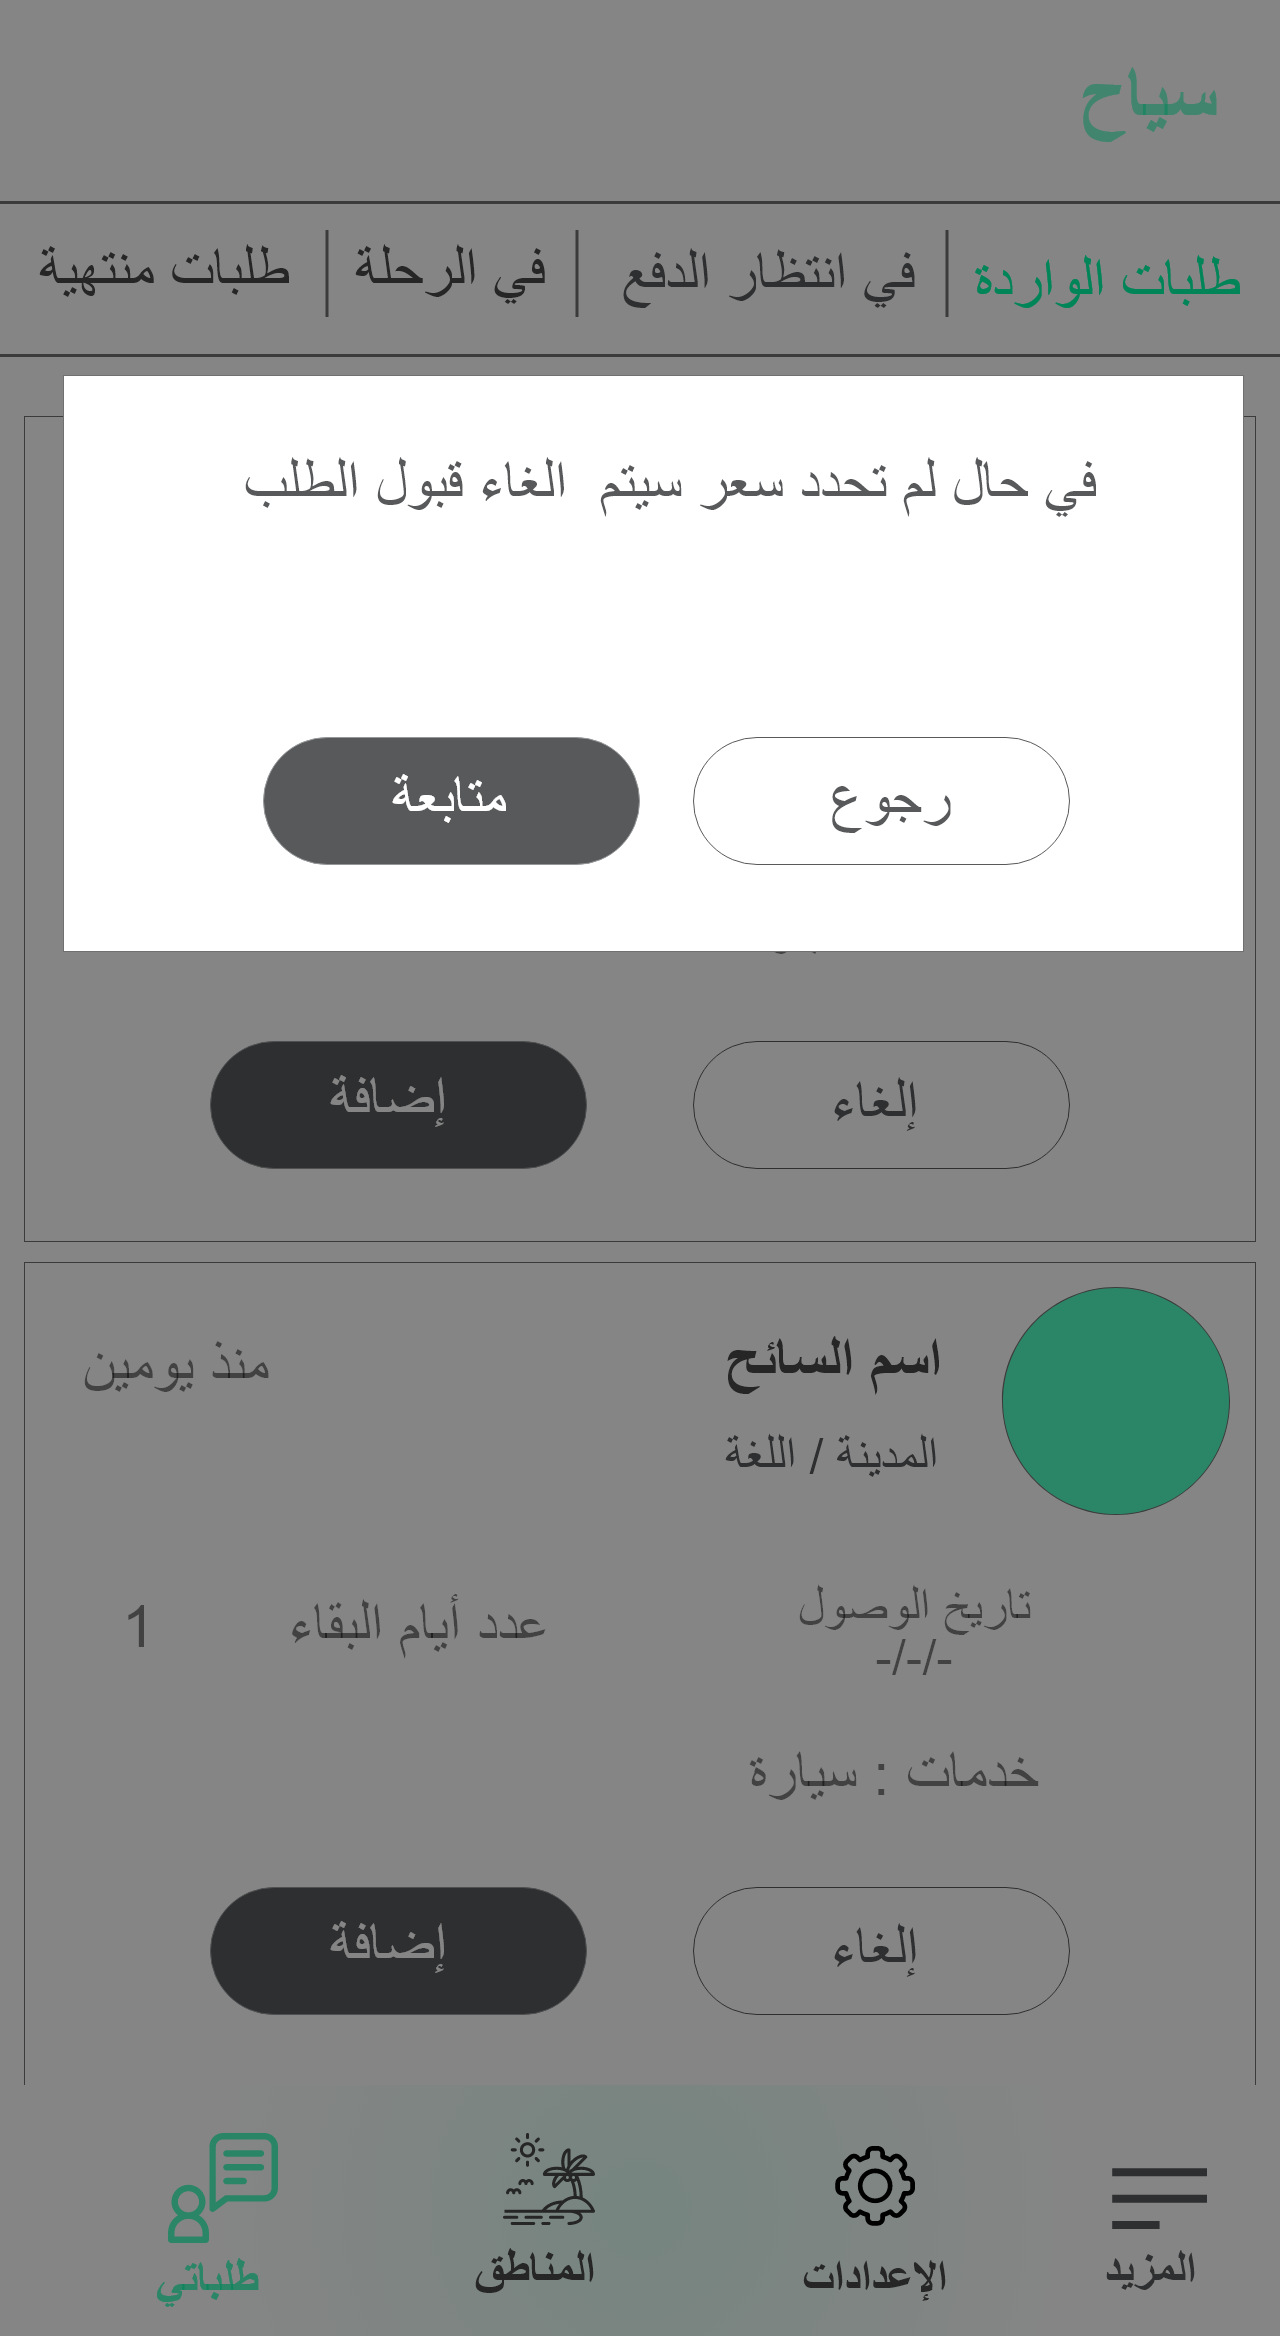 سياح
طلبات الواردة
في انتظار الدفع
في الرحلة
طلبات منتهية
في حال لم تحدد سعر سيتم الغاء قبول الطلب
رجوع
متابعة
إلغاء
إضافة
اسم السائح
منذ يومين
المدينة / اللغة
تاريخ الوصول
-/-/-
عدد أيام البقاء
1
خدمات : سيارة
إلغاء
إضافة
المزيد
الإعدادات
المناطق
طلباتي